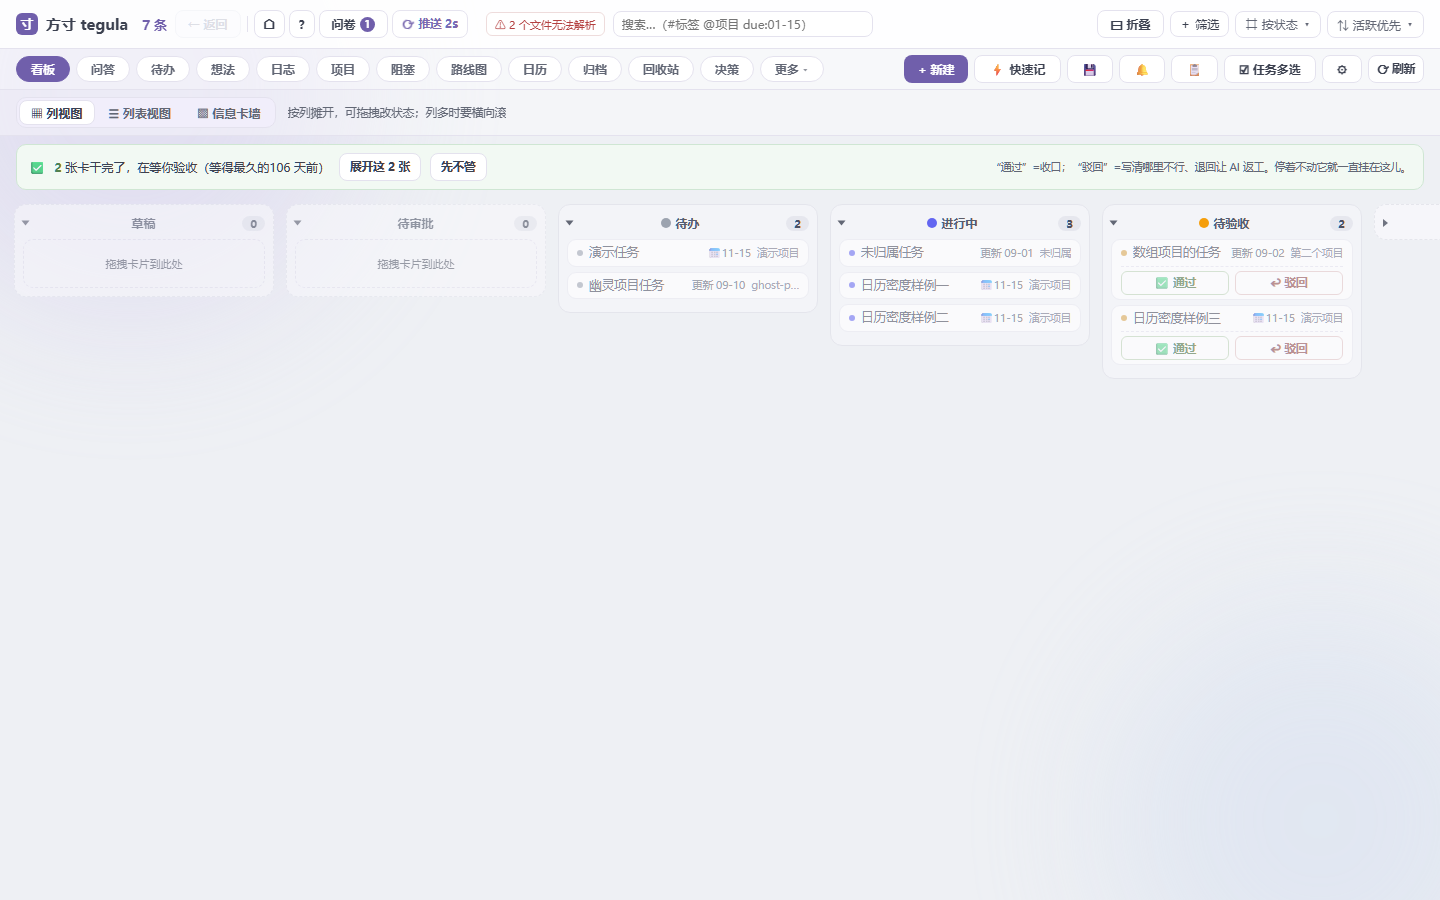 寸 方寸 tegula 7 条 ← 返回 ? 问卷 1 推送 2s ⚠ 2 个文件无法解析 搜索... (#标签 @项目 due:01-15) 折叠 + 筛选 按状态 活跃优先
看板 问答 待办 想法 日志 项目 阻塞 路线图 日历 归档 回收站 决策 更多 + 新建 快速记 任务多选 刷新
列视图 列表视图 信息卡墙 按列摊开，可拖拽改状态；列多时要横向滚
2 张卡干完了，在等你验收（等得最久的106 天前） 展开这 2 张 先不管 “通过”=收口；“驳回”=写清哪里不行、退回让 AI 返工。停着不动它就一直挂在这儿。
草稿 0
拖拽卡片到此处
待审批 0
拖拽卡片到此处
待办 2
演示任务 11-15 演示项目
幽灵项目任务 更新 09-10 ghost-p...
进行中 3
未归属任务 更新 09-01 未归属
日历密度样例一 11-15 演示项目
日历密度样例二 11-15 演示项目
待验收 2
数组项目的任务 更新 09-02 第二个项目
通过 驳回
日历密度样例三 11-15 演示项目
通过 驳回